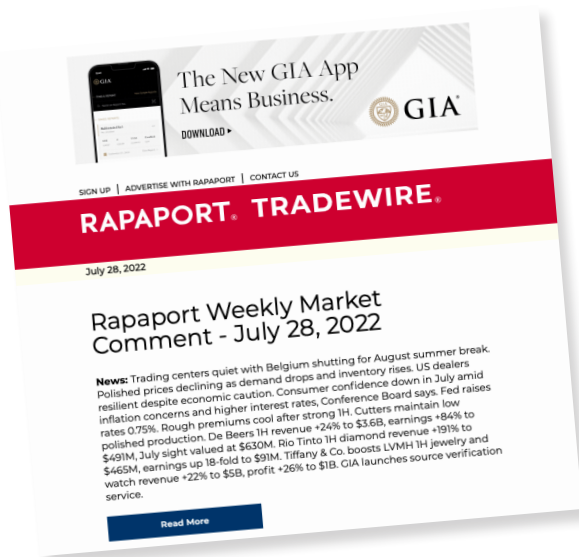 The New GIA App
Means Business.
DOWNLOAD▸
GIA®
SIGN UP | ADVERTISE WITH RAPAPORT | CONTACT US
RAPAPORT® TRADEWIRE®
July 28, 2022
Rapaport Weekly Market
Comment - July 28, 2022
News: Trading centers quiet with Belgium shutting for August summer break.
Polished prices declining as demand drops and inventory rises. US dealers
resilient despite economic caution. Consumer confidence down in July amid
inflation concerns and higher interest rates, Conference Board says. Fed raises
rates 0.75%. Rough premiums cool after strong 1H. Cutters maintain low
polished production. De Beers 1H revenue +24% to $3.6B, earnings +84% to
$491M, July sight valued at $630M. Rio Tinto 1H diamond revenue +191% to
$465M, earnings up 18-fold to $91M. Tiffany & Co. boosts LVMH 1H jewelry and
watch revenue +22% to $5B, profit +26% to $1B. GIA launches source verification
service.
Read More